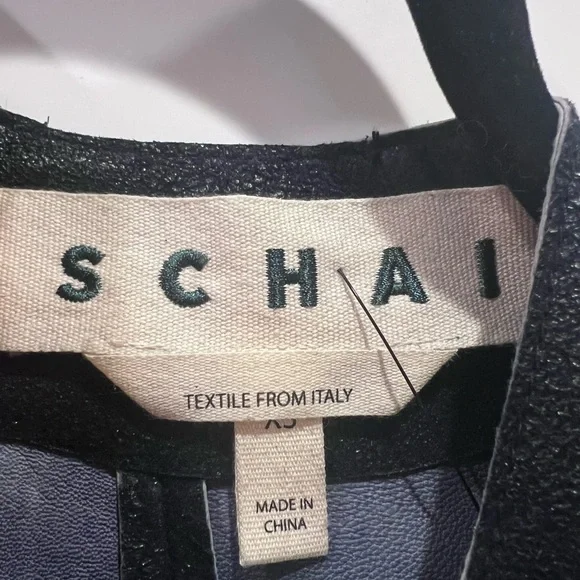 SCHAI
TEXTILE FROM ITALY
XS
MADE IN
CHINA